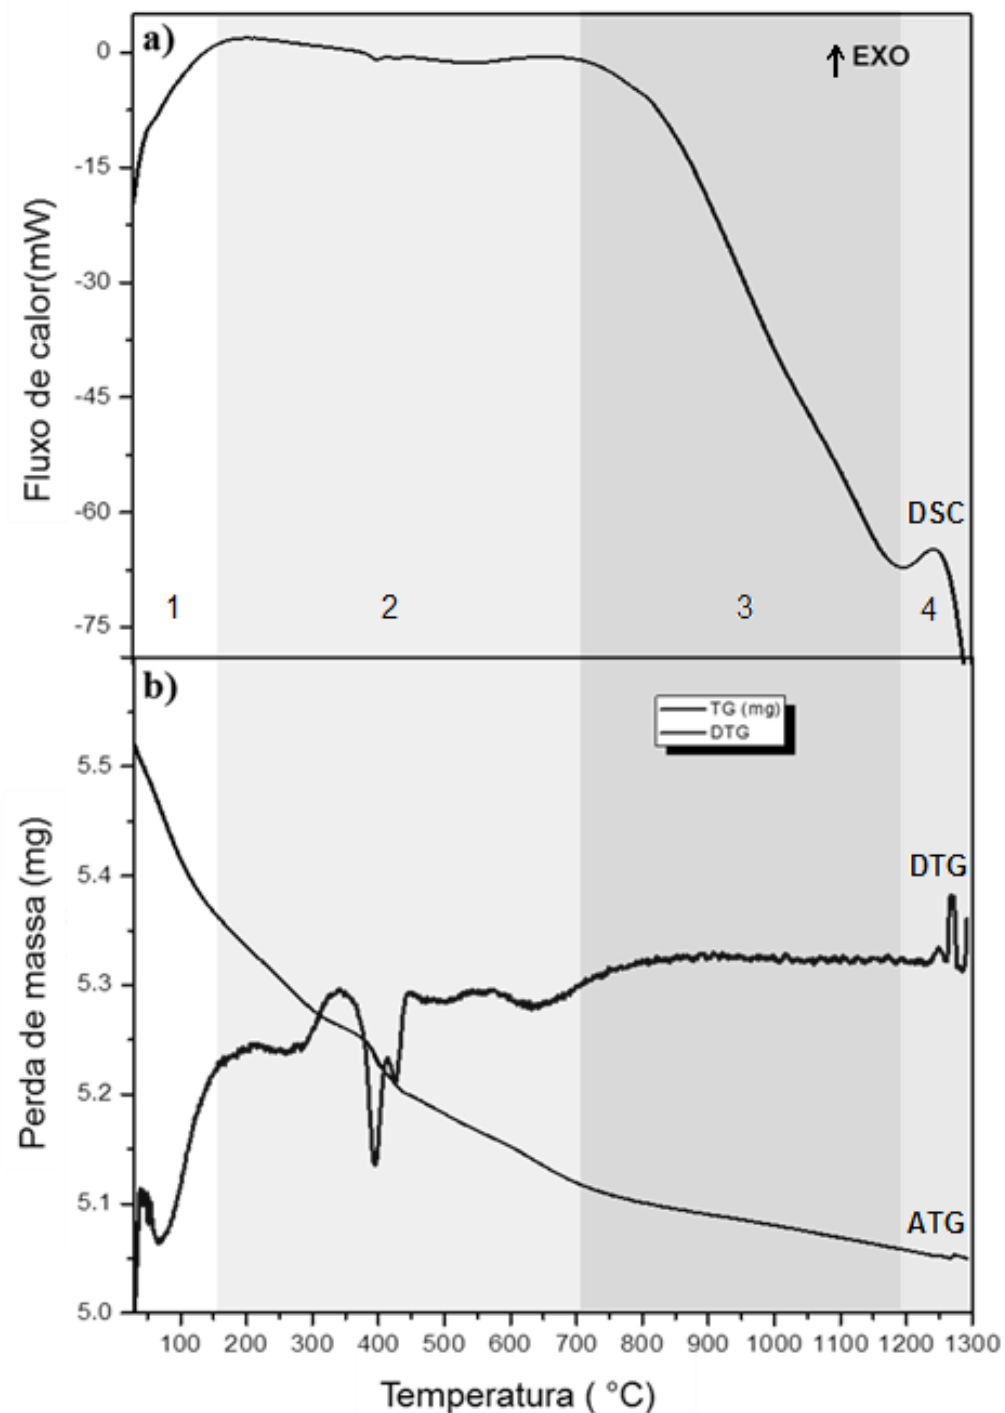 a)
↑ EXO
0
-15
-30
-45
-60
-75
Fluxo de calor(mW)
DSC
1 2 3 4
b)
TG (mg)
DTG
5.5
5.4
5.3
5.2
5.1
5.0
Perda de massa (mg)
DTG
ATG
100 200 300 400 500 600 700 800 900 1000 1100 1200 1300
Temperatura ( °C)